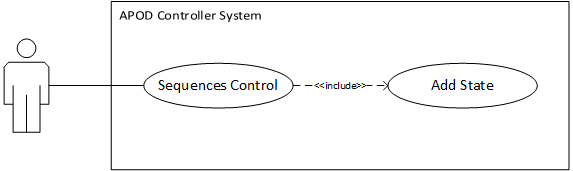 APOD Controller System
Sequences Control
<<include>>
Add State